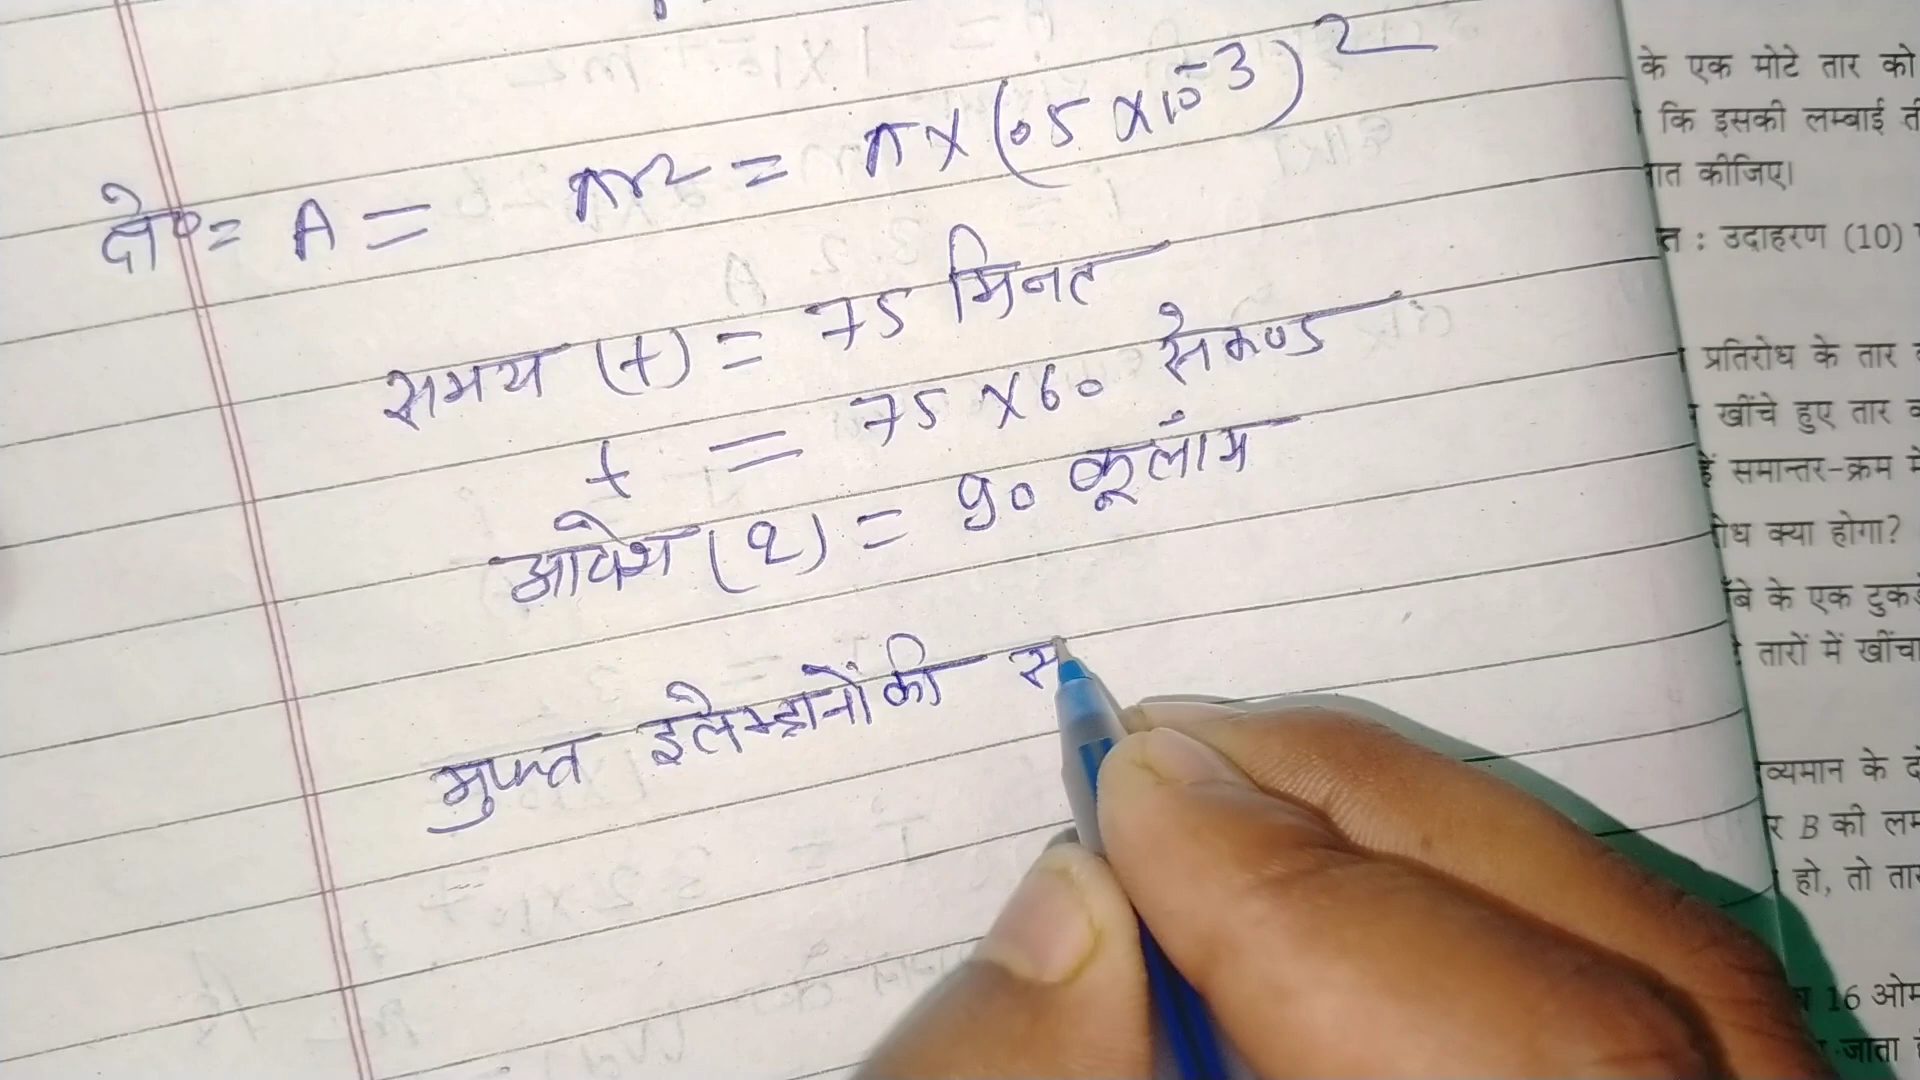 क्षे० = A = πr2 = π × (.5 × 10-3)2
समय (t) = 75 मिनट
t = 75 × 60 सेकण्ड
आवेश (q) = 90 कूलॉम
मुक्त इलेक्ट्रानों की स
के एक मोटे तार को
कि इसकी लम्बाई ती
ात कीजिए।
त : उदाहरण (10)
प्रतिरोध के तार
खींचे हुए तार
हें समान्तर-क्रम में
ोध क्या होगा?
ँबे के एक टुकड़े
तारों में खींचा
व्यमान के दो
र B की लम
हो, तो तार
16 ओम
जाता है